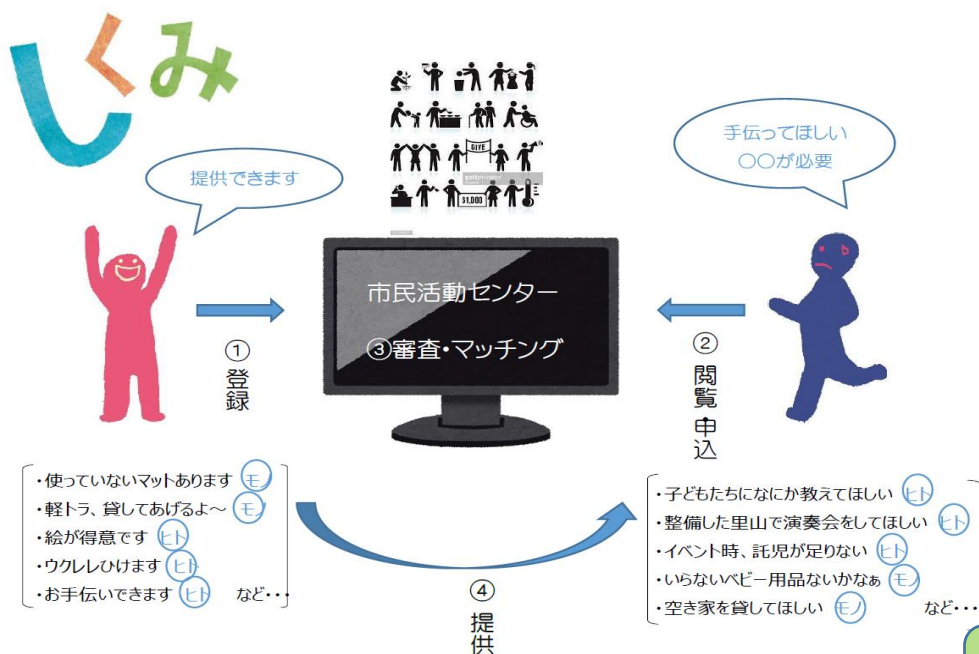 しくみ
GIVE
$1,000
提供できます
手伝ってほしい
〇〇が必要
市民活動センター
③審査・マッチング
①登録
②閲覧・申込
・使っていないマットあります モノ
・軽トラ、貸してあげるよ～ モノ
・絵が得意です ヒト
・ウクレレひけます ヒト
・お手伝いできます ヒト など・・・
④提供
・子どもたちになにか教えてほしい ヒト
・整備した里山で演奏会をしてほしい ヒト
・イベント時、託児が足りない ヒト
・いらないベビー用品ないかなぁ モノ
・空き家を貸してほしい モノ など・・・